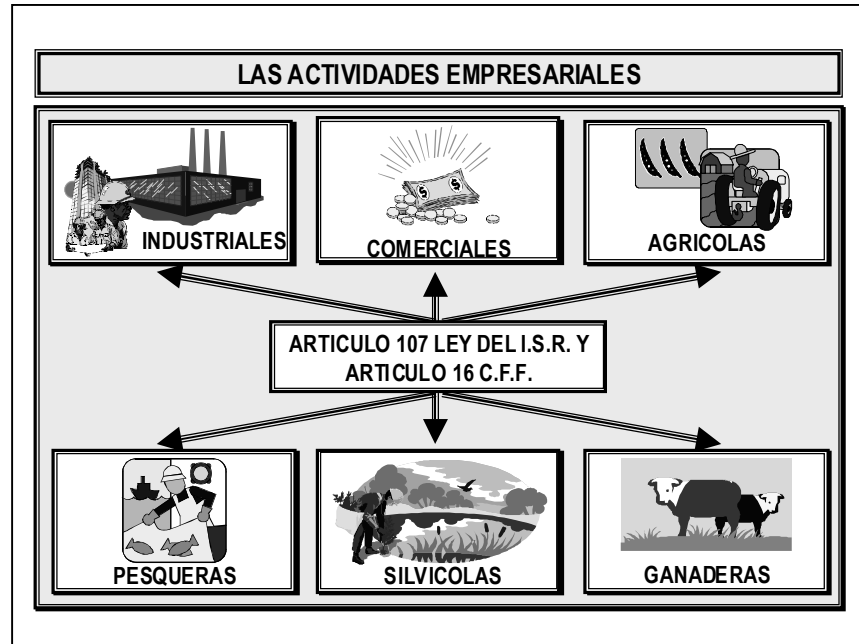 LAS ACTIVIDADES EMPRESARIALES
INDUSTRIALES
COMERCIALES
AGRICOLAS
ARTICULO 107 LEY DEL I.S.R. Y
ARTICULO 16 C.F.F.
PESQUERAS
SILVICOLAS
GANADERAS